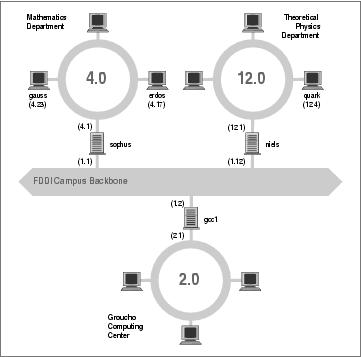 Mathematics
Department
Theoretical
Physics
Department
4.0
12.0
gauss
(4.23)
erdos
(4.17)
quark
(12.4)
(4.1)
sophus
(1.1)
(12.1)
niels
(1.12)
FDDI Campus Backbone
(1.2)
gcc1
(2.1)
2.0
Groucho
Computing
Center